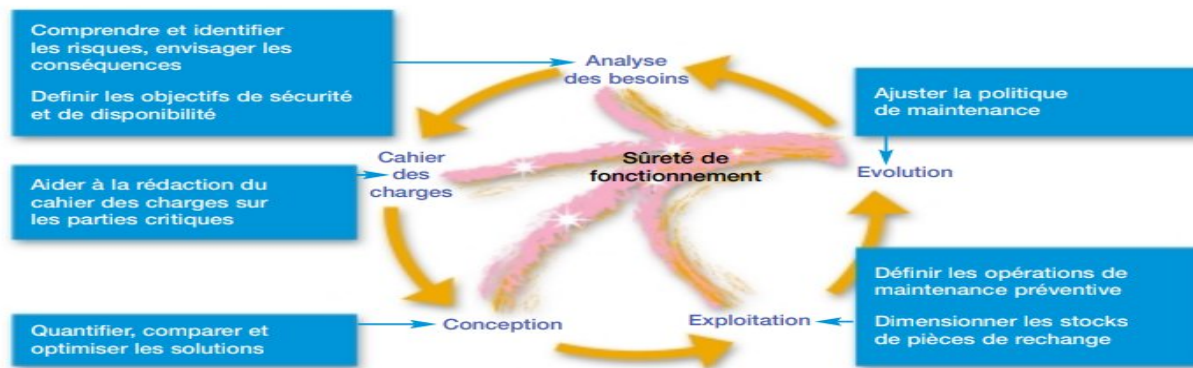 Comprendre et identifier
les risques, envisager les
conséquences
Definir les objectifs de sécurité
et de disponibilité
Analyse
des besoins
Ajuster la politique
de maintenance
Cahier
des
charges
Sûreté de
fonctionnement
Evolution
Aider à la rédaction du
cahier des charges sur
les parties critiques
Définir les opérations de
maintenance préventive
Dimensionner les stocks
de pièces de rechange
Quantifier, comparer et
optimiser les solutions
Conception
Exploitation